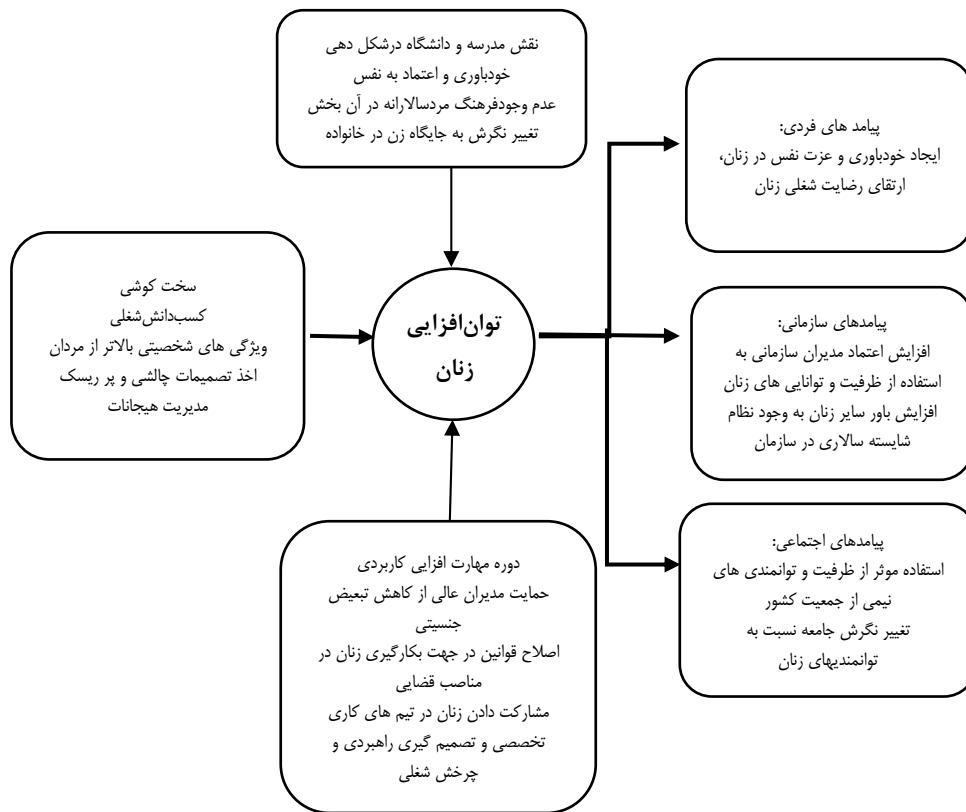 نقش مدرسه و دانشگاه درشکل دهی
خودباوری و اعتماد به نفس
عدم وجودفرهنگ مردسالارانه در آن بخش
تغییر نگرش به جایگاه زن در خانواده
پیامد های فردی:
ایجاد خودباوری و عزت نفس در زنان،
ارتقای رضایت شغلی زنان
سخت کوشی
کسب‌دانش‌شغلی
ویژگی های شخصیتی بالاتر از مردان
اخذ تصمیمات چالشی و پر ریسک
مدیریت هیجانات
توان‌افزایی
زنان
پیامدهای سازمانی:
افزایش اعتماد مدیران سازمانی به
استفاده از ظرفیت و توانایی های زنان
افزایش باور سایر زنان به وجود نظام
شایسته سالاری در سازمان
دوره مهارت افزایی کاربردی
حمایت مدیران عالی از کاهش تبعیض
جنسیتی
اصلاح قوانین در جهت بکارگیری زنان در
مناصب قضایی
مشارکت دادن زنان در تیم های کاری
تخصصی و تصمیم گیری راهبردی و
چرخش شغلی
پیامدهای اجتماعی:
استفاده موثر از ظرفیت و توانمندی های
نیمی از جمعیت کشور
تغییر نگرش جامعه نسبت به
توانمندیهای زنان